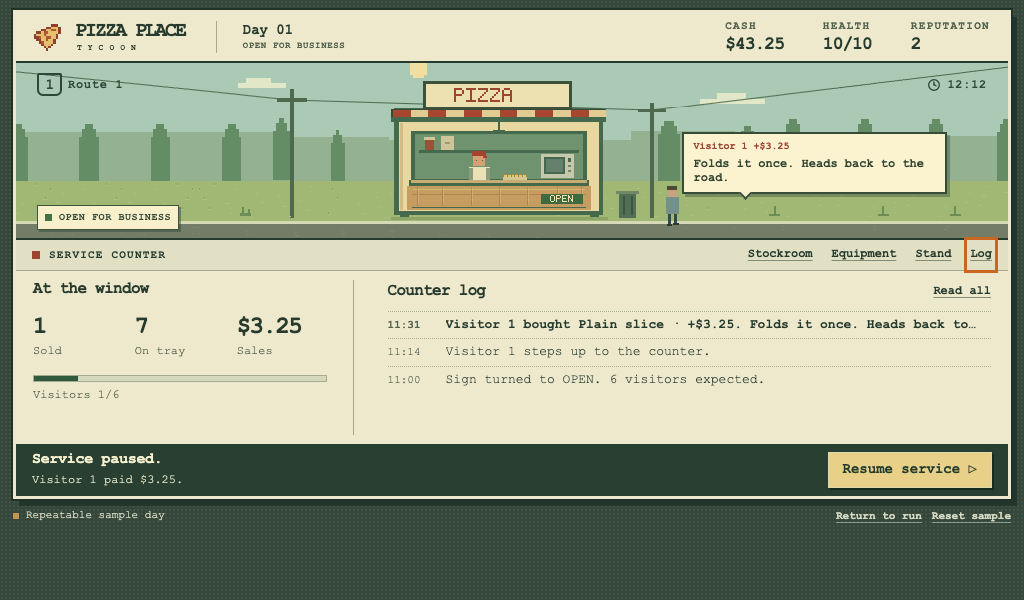 PIZZA PLACE
TYCOON
Day 01
OPEN FOR BUSINESS
CASH
$43.25
HEALTH
10/10
REPUTATION
2
1 Route 1
12:12
PIZZA
OPEN
Visitor 1 +$3.25
Folds it once. Heads back to the
road.
OPEN FOR BUSINESS
SERVICE COUNTER
Stockroom Equipment Stand Log
At the window
1
Sold
7
On tray
$3.25
Sales
Visitors 1/6
Counter log
Read all
11:31 Visitor 1 bought Plain slice · +$3.25. Folds it once. Heads back to…
11:14 Visitor 1 steps up to the counter.
11:00 Sign turned to OPEN. 6 visitors expected.
Service paused.
Visitor 1 paid $3.25.
Resume service ▷
Repeatable sample day
Return to run Reset sample